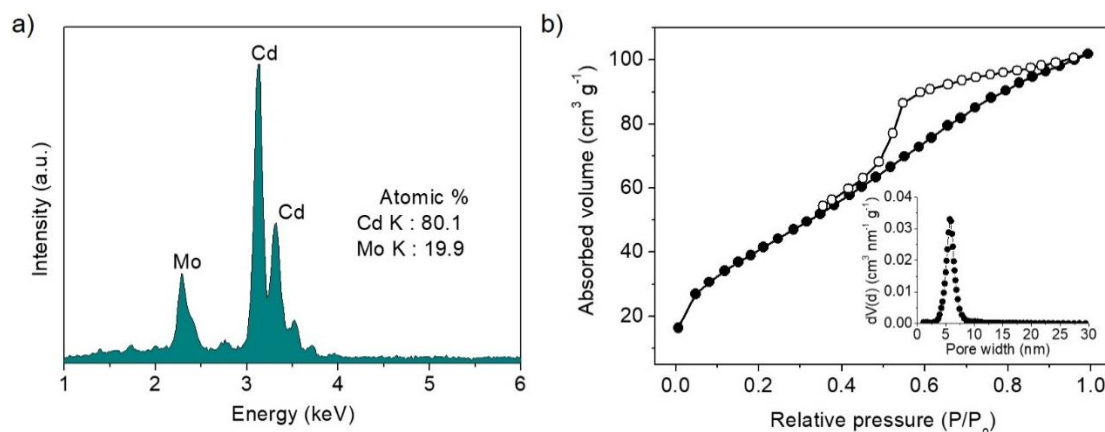 a)
Intensity (a.u.)
Mo
Cd
Cd
Atomic %
Cd K : 80.1
Mo K : 19.9
1 2 3 4 5 6
Energy (keV)
b)
Absorbed volume (cm³ g⁻¹)
100
80
60
40
20
0.0 0.2 0.4 0.6 0.8 1.0
Relative pressure (P/P₀)
dV(d) (cm³ nm⁻¹ g⁻¹)
0.04
0.03
0.02
0.01
0.00
0 5 10 15 20 25 30
Pore width (nm)